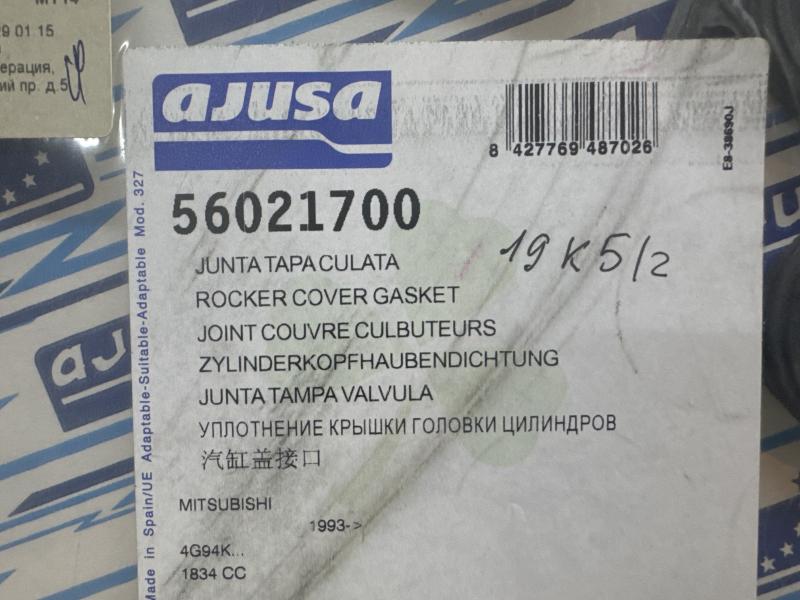 29 01 15
ерация,
ий пр. д.5
ajusa
8 427769 487026
E8-38690J
56021700
19 к 5/2
JUNTA TAPA CULATA
ROCKER COVER GASKET
JOINT COUVRE CULBUTEURS
ZYLINDERKOPFHAUBENDICHTUNG
JUNTA TAMPA VALVULA
УПЛОТНЕНИЕ КРЫШКИ ГОЛОВКИ ЦИЛИНДРОВ
汽缸盖接口
MITSUBISHI
1993->
4G94K...
1834 CC
Made in Spain/UE Adaptable-Suitable-Adaptable Mod. 327